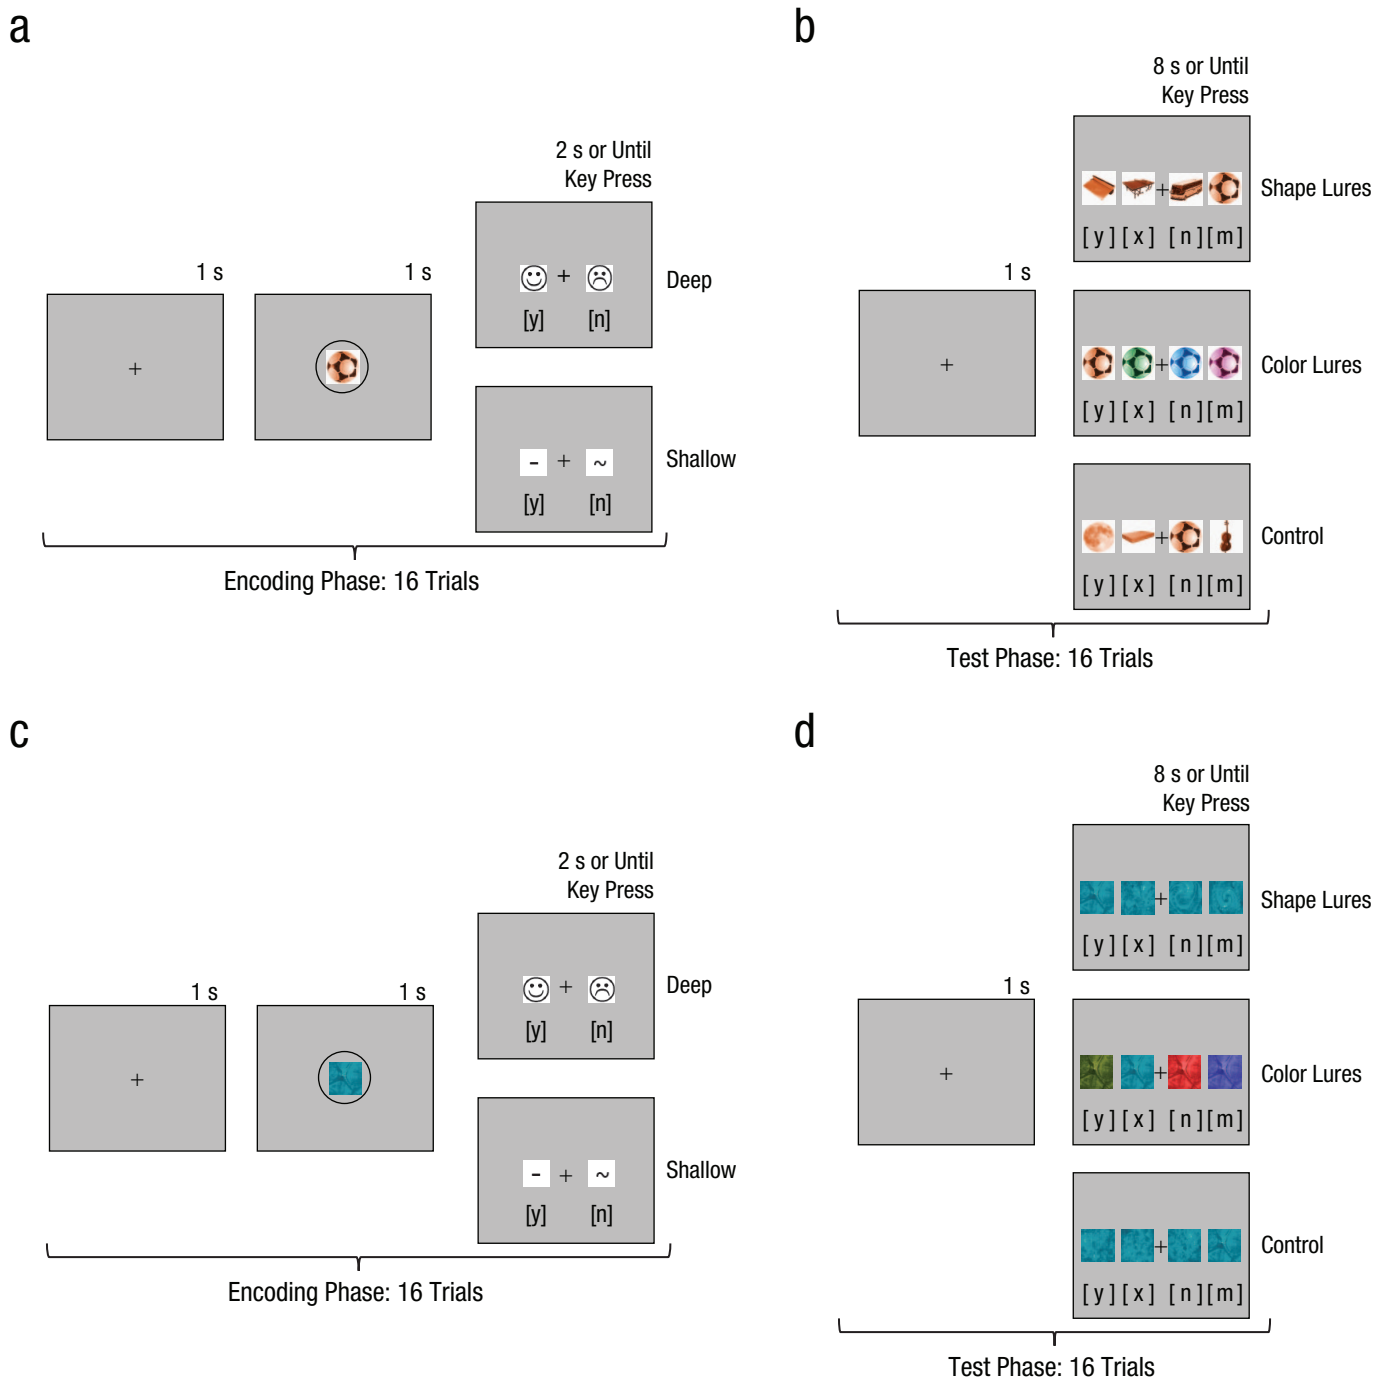 a
2 s or Until
Key Press
1 s
1 s
+
+
[y] [n]
Deep
- + ~
[y] [n]
Shallow
Encoding Phase: 16 Trials
b
8 s or Until
Key Press
+
[ y ] [ x ] [ n ] [ m ]
Shape Lures
1 s
+
+
[ y ] [ x ] [ n ] [ m ]
Color Lures
+
[ y ] [ x ] [ n ] [ m ]
Control
Test Phase: 16 Trials
c
2 s or Until
Key Press
1 s
1 s
+
+
[y] [n]
Deep
- + ~
[y] [n]
Shallow
Encoding Phase: 16 Trials
d
8 s or Until
Key Press
+
[ y ] [ x ] [ n ] [ m ]
Shape Lures
1 s
+
+
[ y ] [ x ] [ n ] [ m ]
Color Lures
+
[ y ] [ x ] [ n ] [ m ]
Control
Test Phase: 16 Trials